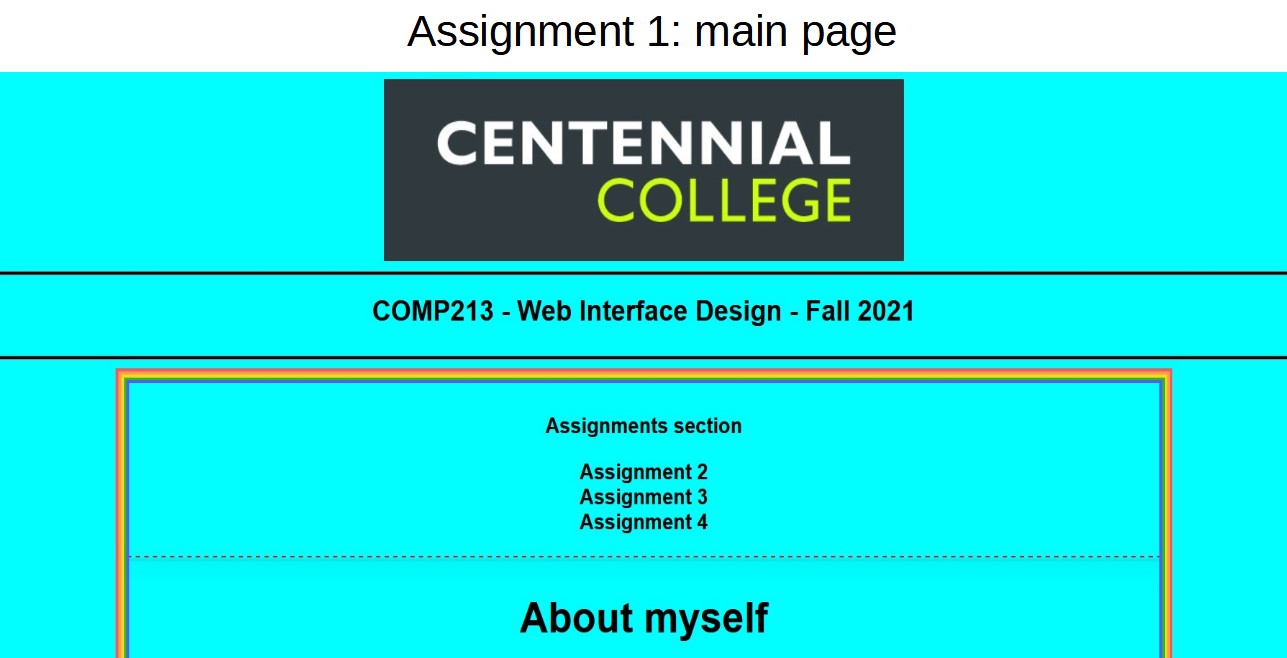 Assignment 1: main page
CENTENNIAL
COLLEGE
COMP213 - Web Interface Design - Fall 2021
Assignments section
Assignment 2
Assignment 3
Assignment 4
About myself